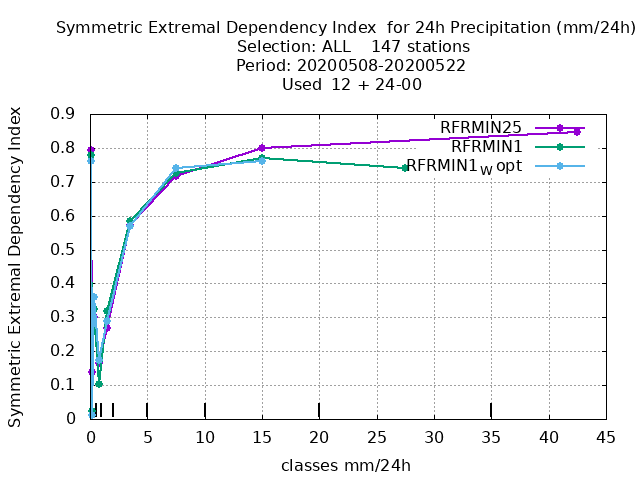 Symmetric Extremal Dependency Index for 24h Precipitation (mm/24h)
Selection: ALL 147 stations
Period: 20200508-20200522
Used 12 + 24-00
Symmetric Extremal Dependency Index
0.9
0.8
0.7
0.6
0.5
0.4
0.3
0.2
0.1
0
RFRMIN25
RFRMIN1
RFRMIN1w opt
0 5 10 15 20 25 30 35 40 45
classes mm/24h